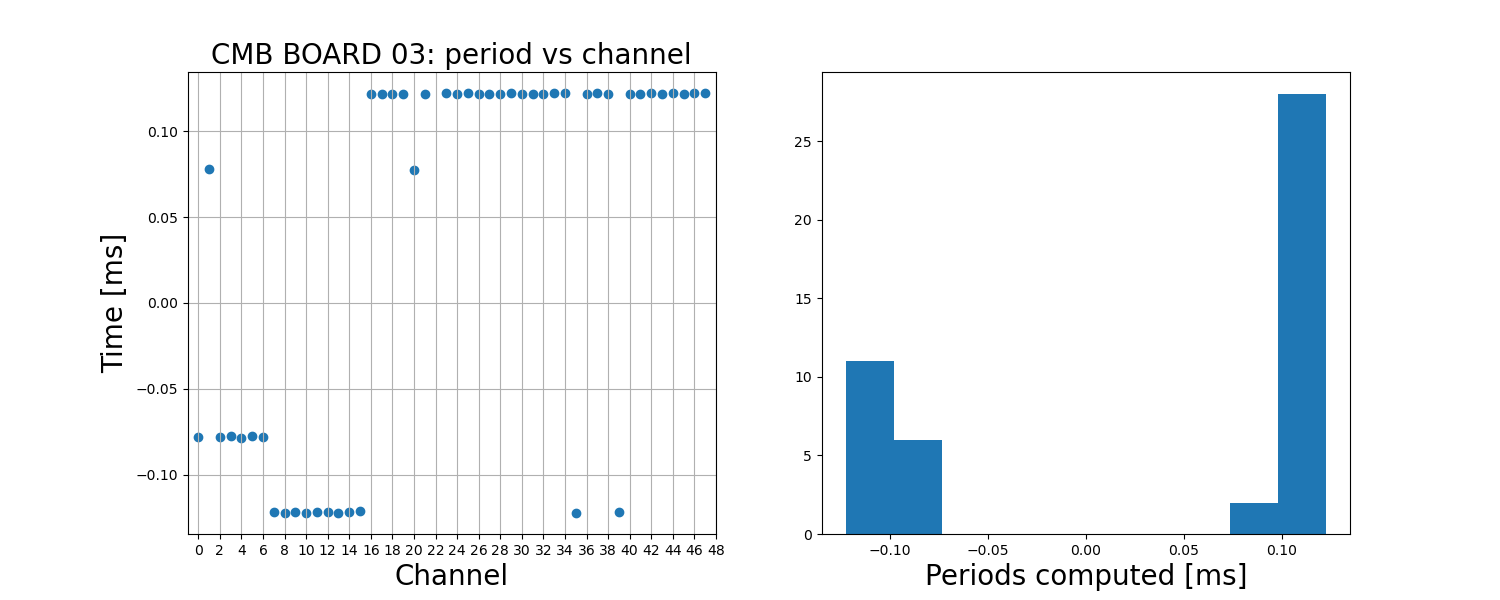 CMB BOARD 03: period vs channel
Time [ms]
0.10
0.05
0.00
−0.05
−0.10
0 2 4 6 8 10 12 14 16 18 20 22 24 26 28 30 32 34 36 38 40 42 44 46 48
Channel
25
20
15
10
5
0
−0.10 −0.05 0.00 0.05 0.10
Periods computed [ms]